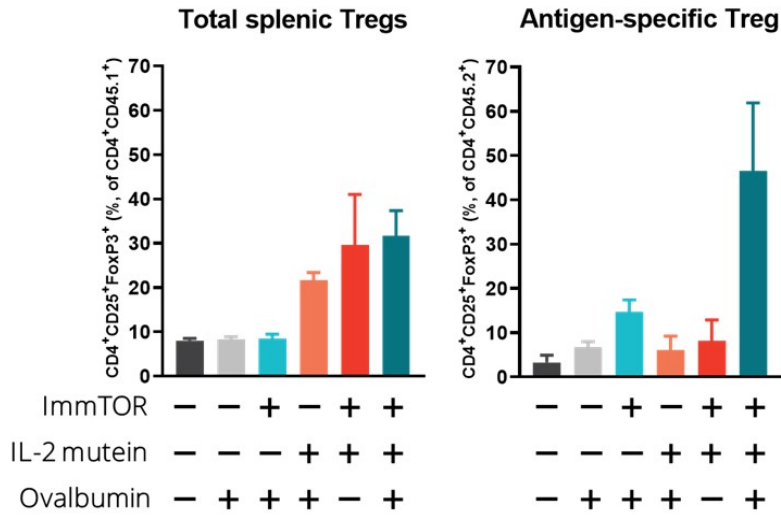 Total splenic Tregs
CD4+CD25+FoxP3+ (%, of CD4+CD45.1+)
70
60
50
40
30
20
10
0
Antigen-specific Treg
CD4+CD25+FoxP3+ (%, of CD4+CD45.2+)
70
60
50
40
30
20
10
0
ImmTOR − − + − + + − − + − + +
IL-2 mutein − − − + + + − − − + + +
Ovalbumin − + + + − + − + + + − +